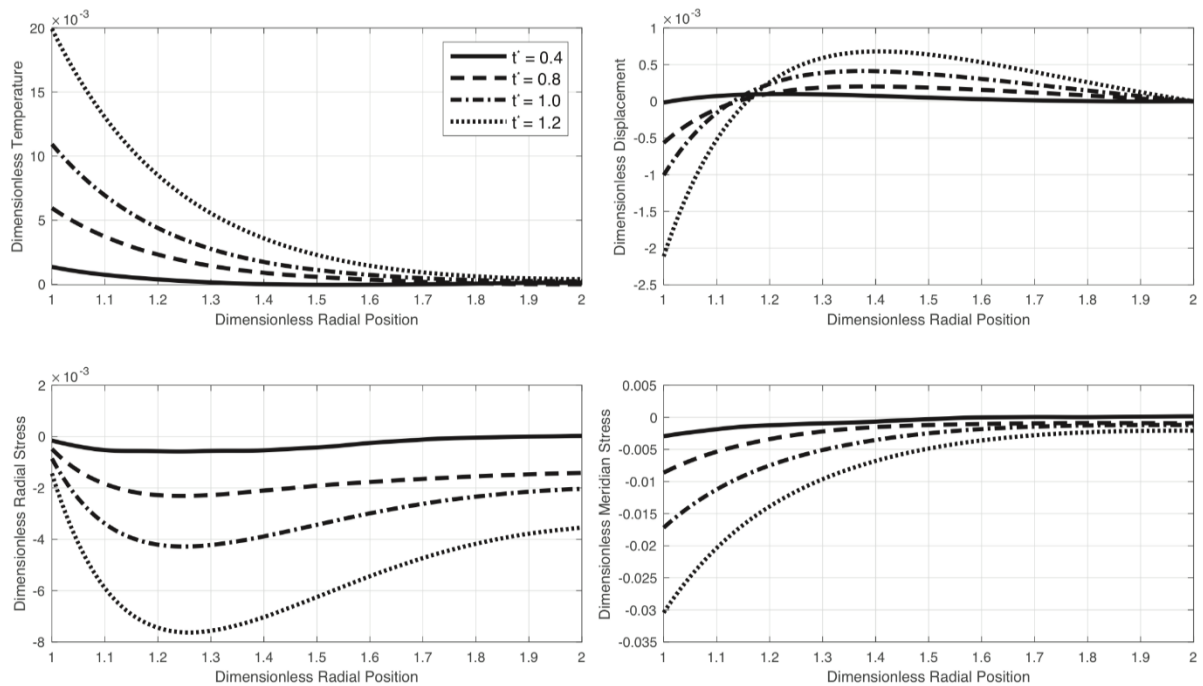 × 10⁻³
20
15
10
5
0
Dimensionless Temperature
t* = 0.4
t* = 0.8
t* = 1.0
t* = 1.2
1 1.1 1.2 1.3 1.4 1.5 1.6 1.7 1.8 1.9 2
Dimensionless Radial Position
× 10⁻³
1
0.5
0
-0.5
-1
-1.5
-2
-2.5
Dimensionless Displacement
1 1.1 1.2 1.3 1.4 1.5 1.6 1.7 1.8 1.9 2
Dimensionless Radial Position
× 10⁻³
2
0
-2
-4
-6
-8
Dimensionless Radial Stress
1 1.1 1.2 1.3 1.4 1.5 1.6 1.7 1.8 1.9 2
Dimensionless Radial Position
0.005
0
-0.005
-0.01
-0.015
-0.02
-0.025
-0.03
-0.035
Dimensionless Meridian Stress
1 1.1 1.2 1.3 1.4 1.5 1.6 1.7 1.8 1.9 2
Dimensionless Radial Position